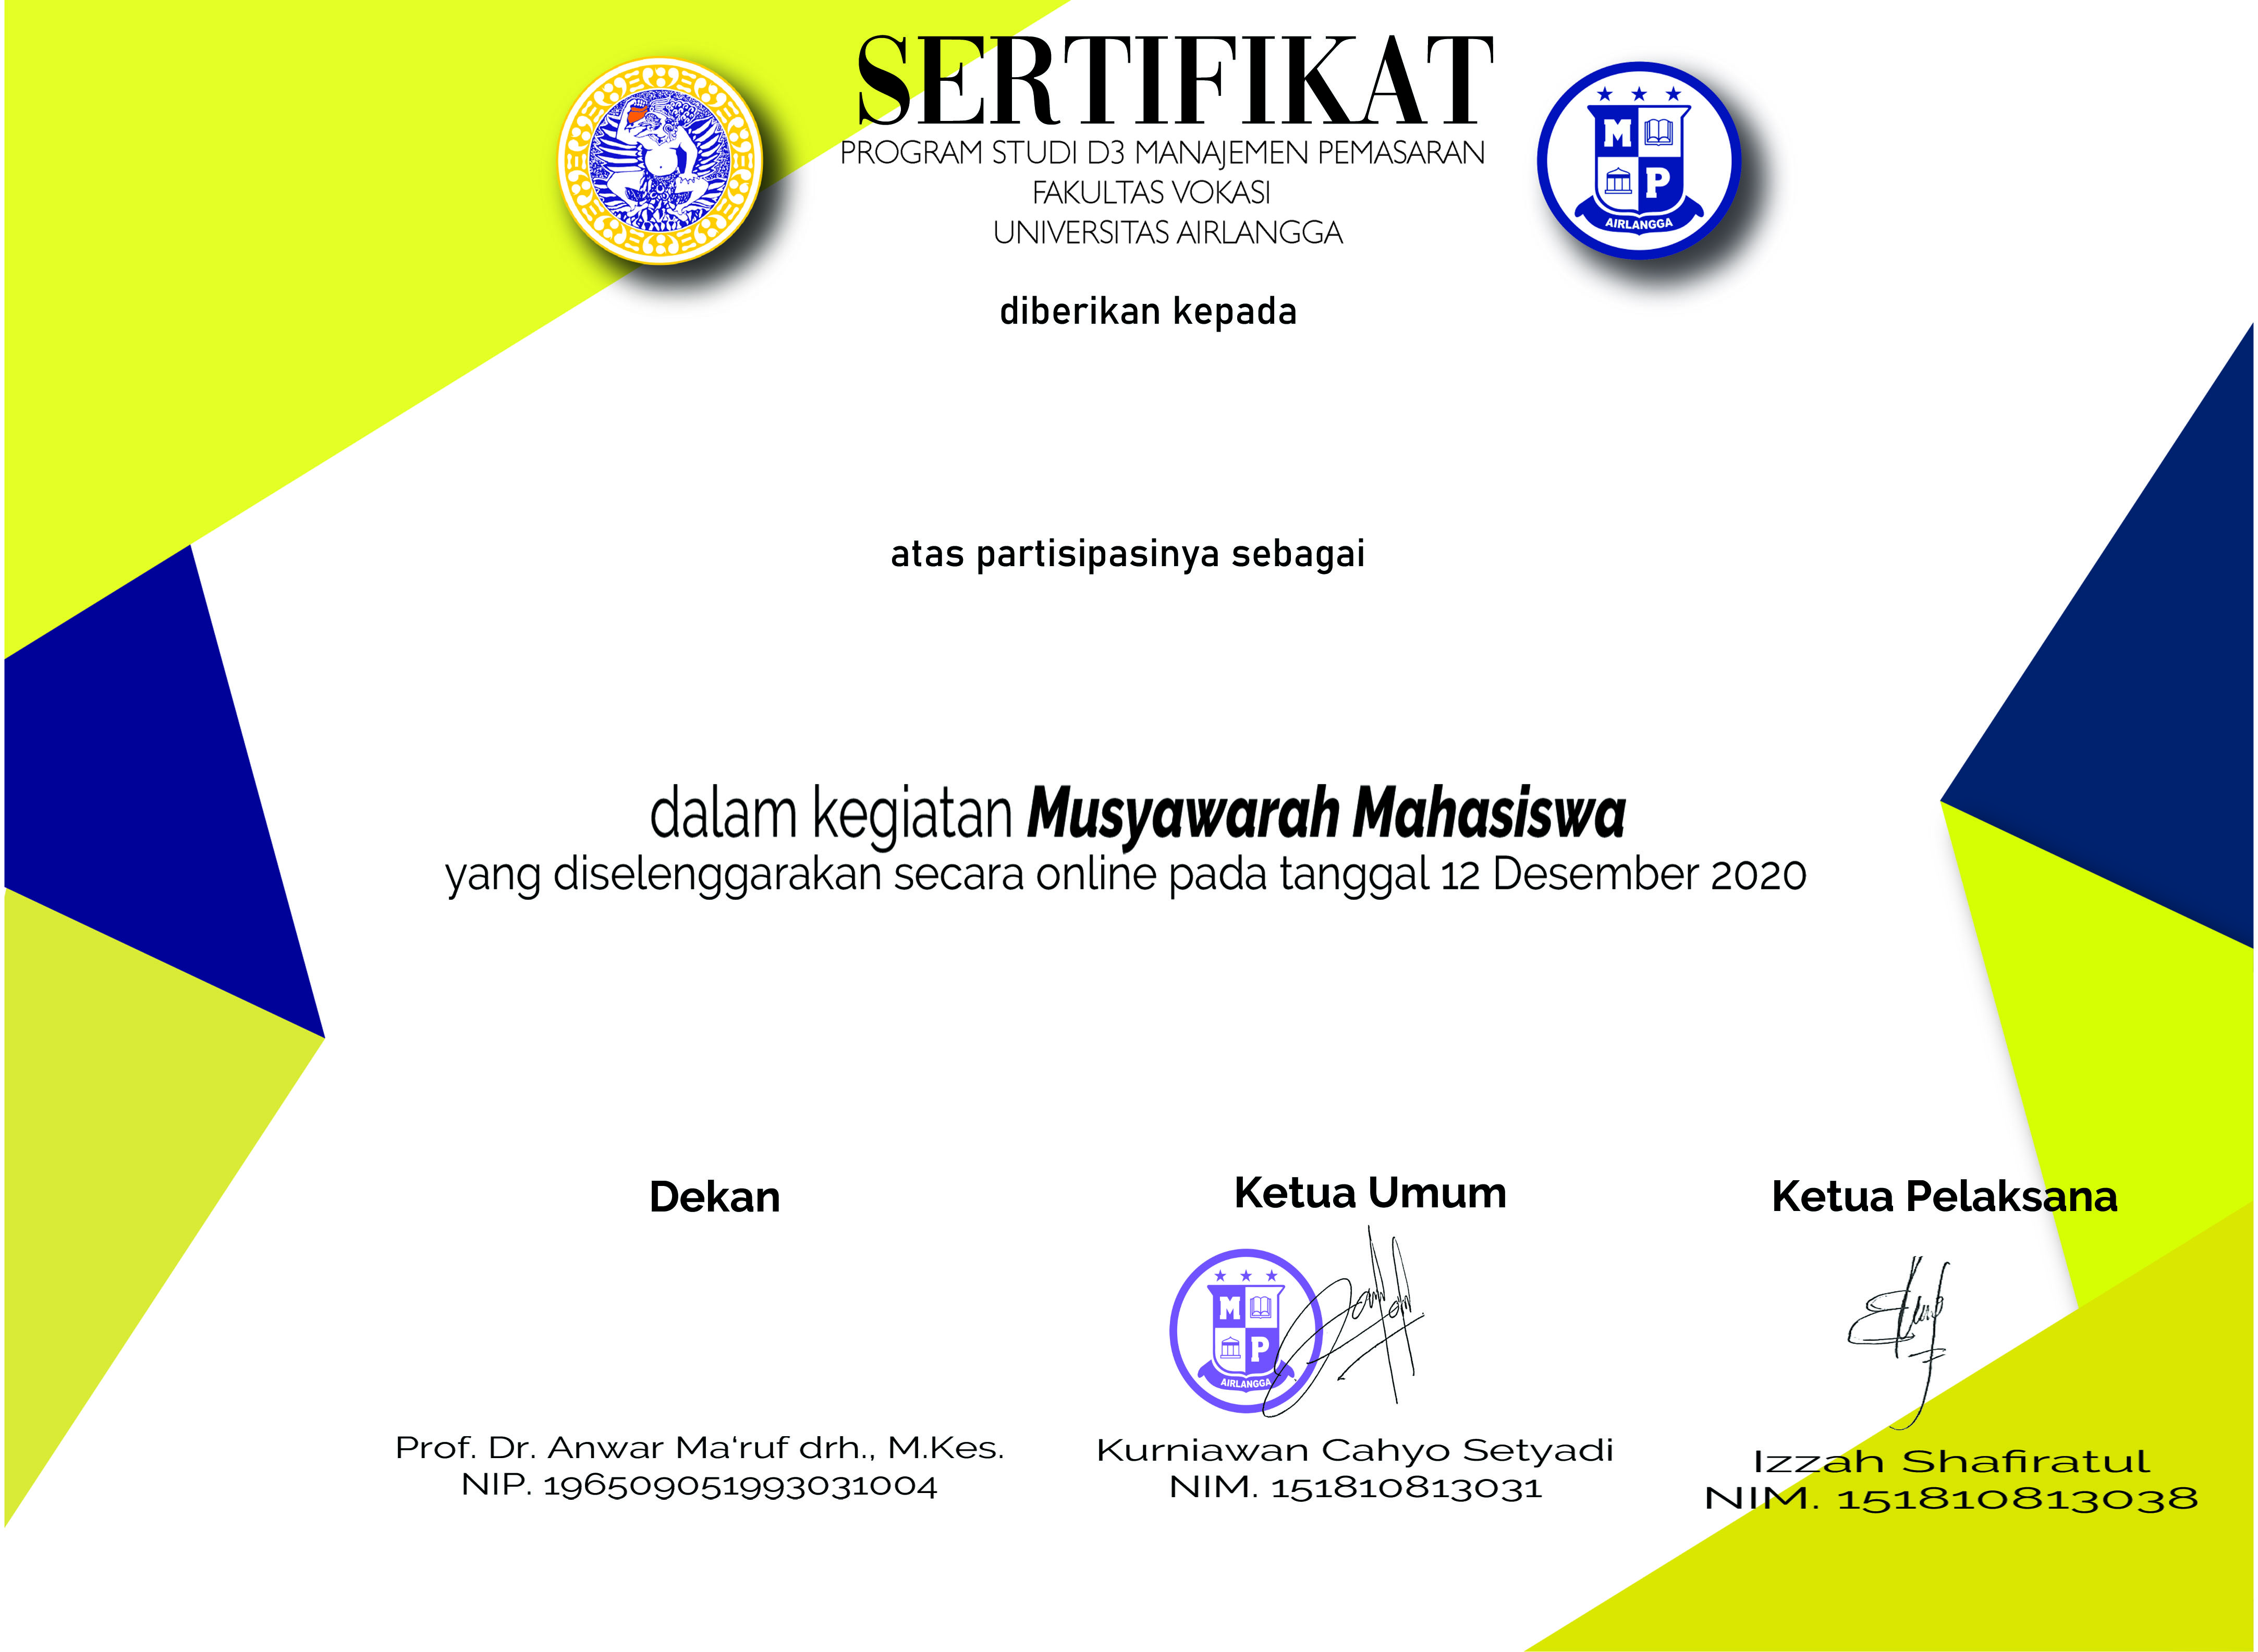 SERTIFIKAT
PROGRAM STUDI D3 MANAJEMEN PEMASARAN
FAKULTAS VOKASI
UNIVERSITAS AIRLANGGA
M
P
AIRLANGGA
diberikan kepada
atas partisipasinya sebagai
dalam kegiatan Musyawarah Mahasiswa
yang diselenggarakan secara online pada tanggal 12 Desember 2020
Dekan
Prof. Dr. Anwar Ma‘ruf drh., M.Kes.
NIP. 196509051993031004
Ketua Umum
M
P
AIRLANGGA
Kurniawan Cahyo Setyadi
NIM. 151810813031
Ketua Pelaksana
Izzah Shafiratul
NIM. 151810813038